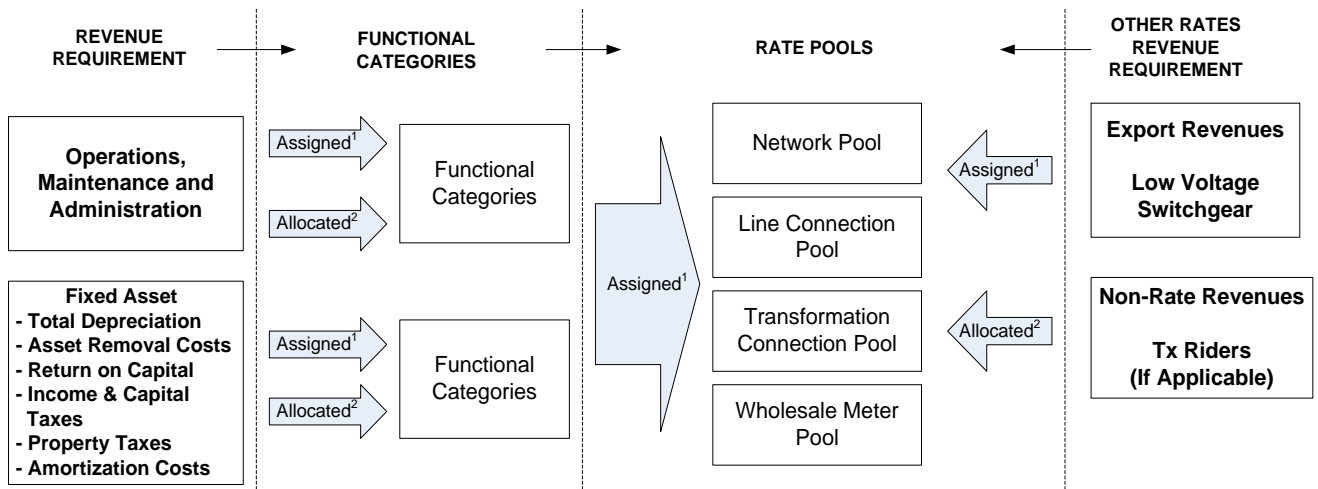 REVENUE
REQUIREMENT
FUNCTIONAL
CATEGORIES
RATE POOLS
OTHER RATES
REVENUE
REQUIREMENT
Operations,
Maintenance and
Administration
Assigned¹
Allocated²
Functional
Categories
Fixed Asset
- Total Depreciation
- Asset Removal Costs
- Return on Capital
- Income & Capital
Taxes
- Property Taxes
- Amortization Costs
Assigned¹
Allocated²
Functional
Categories
Assigned¹
Network Pool
Line Connection
Pool
Transformation
Connection Pool
Wholesale Meter
Pool
Assigned¹
Export Revenues
Low Voltage
Switchgear
Allocated²
Non-Rate Revenues
Tx Riders
(If Applicable)